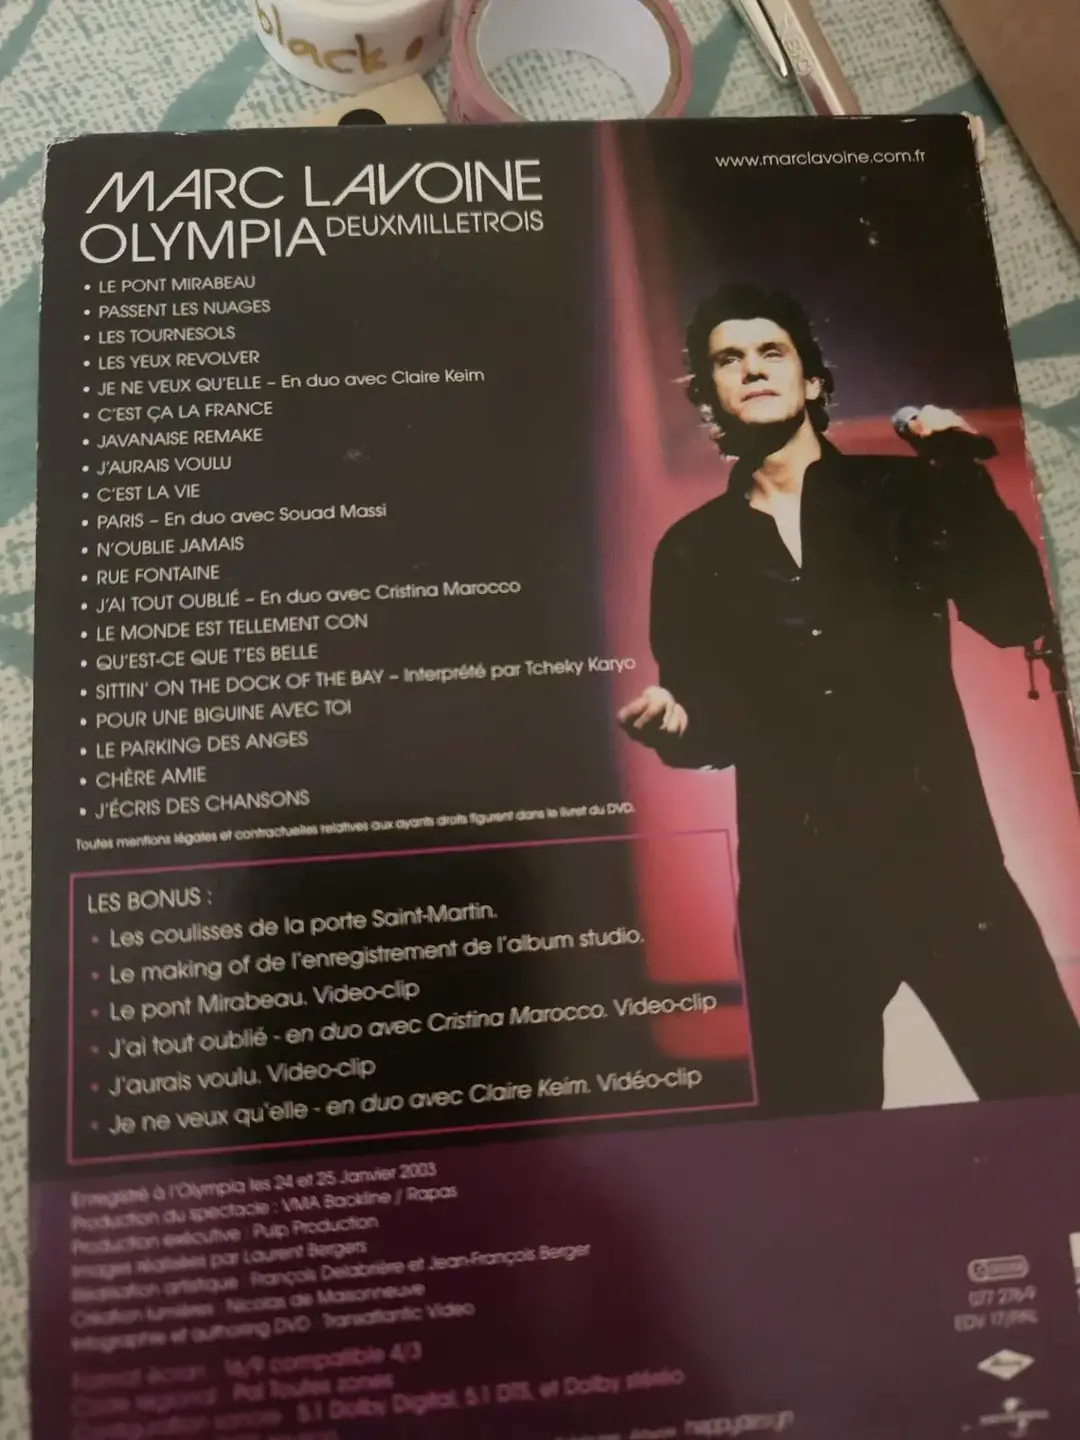 black
www.marclavoine.com.fr
MARC LAVOINE
OLYMPIA DEUXMILLETROIS
• LE PONT MIRABEAU
• PASSENT LES NUAGES
• LES TOURNESOLS
• LES YEUX REVOLVER
• JE NE VEUX QU'ELLE – En duo avec Claire Keim
• C'EST ÇA LA FRANCE
• JAVANAISE REMAKE
• J'AURAIS VOULU
• C'EST LA VIE
• PARIS – En duo avec Souad Massi
• N'OUBLIE JAMAIS
• RUE FONTAINE
• J'AI TOUT OUBLIÉ – En duo avec Cristina Marocco
• LE MONDE EST TELLEMENT CON
• QU'EST-CE QUE T'ES BELLE
• SITTIN' ON THE DOCK OF THE BAY – Interprété par Tcheky Karyo
• POUR UNE BIGUINE AVEC TOI
• LE PARKING DES ANGES
• CHÈRE AMIE
• J'ÉCRIS DES CHANSONS
Toutes mentions légales et contractuelles relatives aux ayants droits figurent dans le livret du DVD.
LES BONUS :
• Les coulisses de la porte Saint-Martin.
• Le making of de l'enregistrement de l'album studio.
• Le pont Mirabeau. Video-clip
• J'ai tout oublié - en duo avec Cristina Marocco. Video-clip
• J'aurais voulu. Video-clip
• Je ne veux qu'elle - en duo avec Claire Keim. Vidéo-clip
Enregistré à l'Olympia les 24 et 25 Janvier 2003
Production du spectacle : VMA Backline / Rapas
Production exécutive : Pulp Production
Images réalisées par Laurent Bergers
Réalisation artistique : François Delabrière et Jean-François Berger
Création lumières : Nicolas de Maisonneuve
Infographie et authoring DVD : Transatlantic Video
Format écran : 16/9 compatible 4/3
Code régional : Pal Toutes zones
Configuration sonore : 5.1 Dolby Digital, 5.1 DTS, et Dolby stéréo
happydesign
077 276-9
EDV 17/PAL